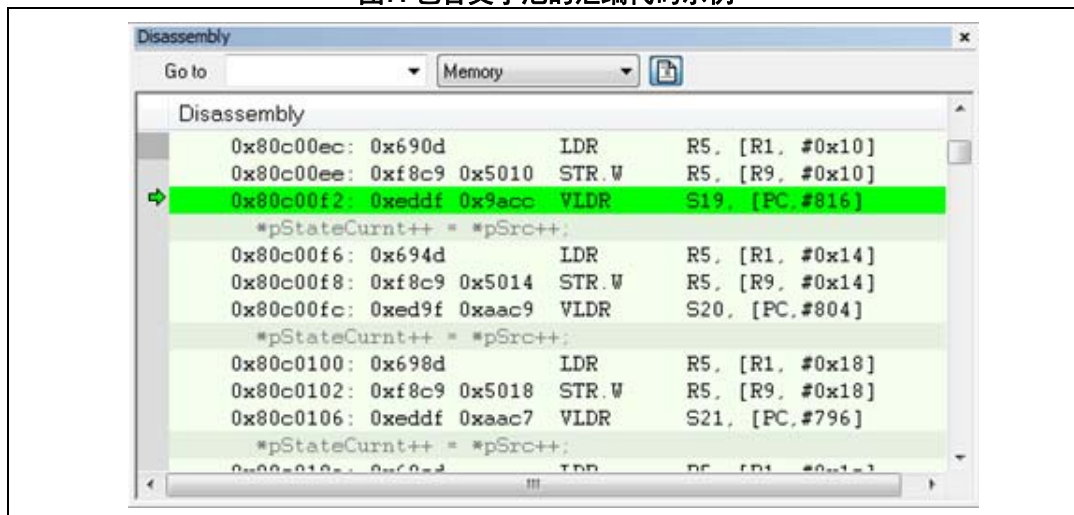 Disassembly
Go to Memory
Disassembly
0x80c00ec: 0x690d LDR R5, [R1, #0x10]
0x80c00ee: 0xf8c9 0x5010 STR.W R5, [R9, #0x10]
0x80c00f2: 0xeddf 0x9acc VLDR S19, [PC,#816]
*pStateCurnt++ = *pSrc++;
0x80c00f6: 0x694d LDR R5, [R1, #0x14]
0x80c00f8: 0xf8c9 0x5014 STR.W R5, [R9, #0x14]
0x80c00fc: 0xed9f 0xaac9 VLDR S20, [PC,#804]
*pStateCurnt++ = *pSrc++;
0x80c0100: 0x698d LDR R5, [R1, #0x18]
0x80c0102: 0xf8c9 0x5018 STR.W R5, [R9, #0x18]
0x80c0106: 0xeddf 0xaac7 VLDR S21, [PC,#796]
*pStateCurnt++ = *pSrc++;